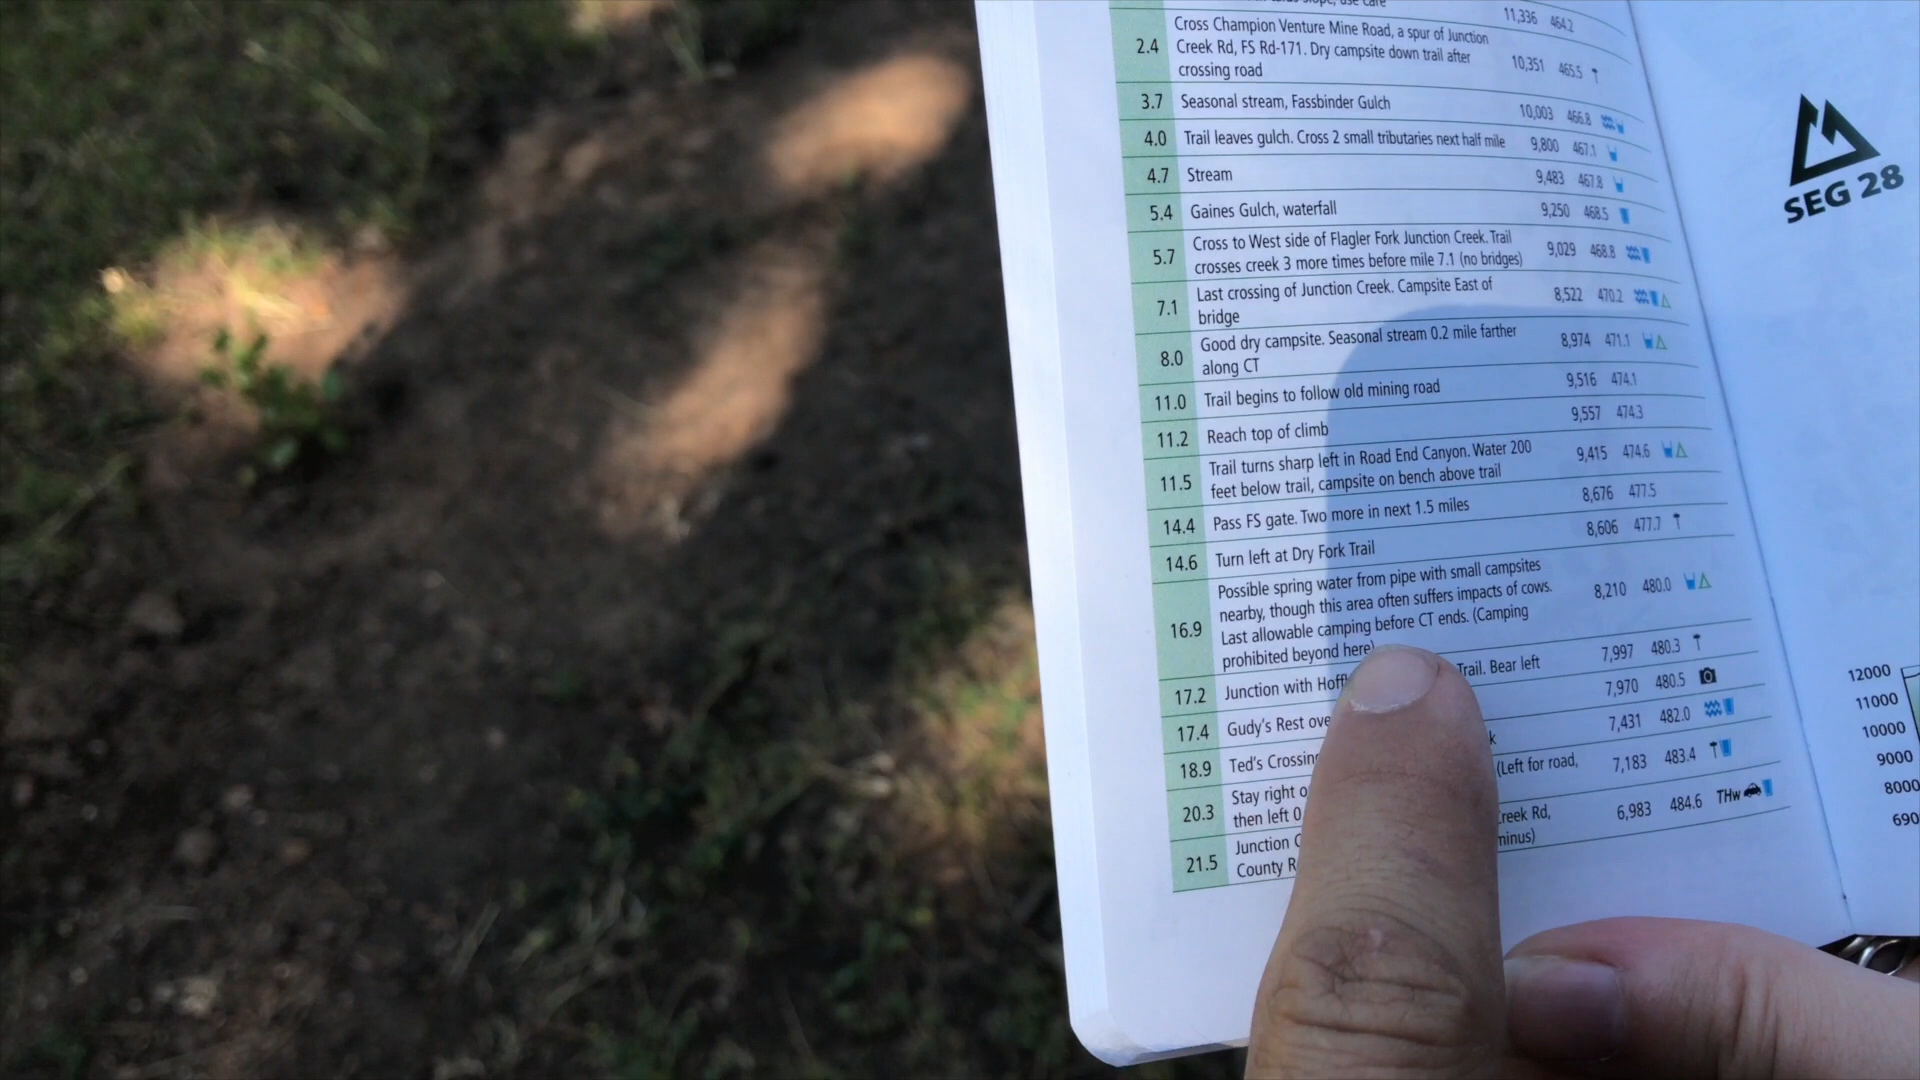 11,336 464.2
2.4 Cross Champion Venture Mine Road, a spur of Junction
Creek Rd, FS Rd-171. Dry campsite down trail after
crossing road 10,351 465.5
3.7 Seasonal stream, Fassbinder Gulch 10,003 466.8
4.0 Trail leaves gulch. Cross 2 small tributaries next half mile 9,800 467.1
4.7 Stream 9,483 467.8
5.4 Gaines Gulch, waterfall 9,250 468.5
5.7 Cross to West side of Flagler Fork Junction Creek. Trail
crosses creek 3 more times before mile 7.1 (no bridges) 9,029 468.8
7.1 Last crossing of Junction Creek. Campsite East of
bridge 8,522 470.2
8.0 Good dry campsite. Seasonal stream 0.2 mile farther
along CT 8,974 471.1
11.0 Trail begins to follow old mining road 9,516 474.1
11.2 Reach top of climb 9,557 474.3
11.5 Trail turns sharp left in Road End Canyon. Water 200
feet below trail, campsite on bench above trail 9,415 474.6
14.4 Pass FS gate. Two more in next 1.5 miles 8,676 477.5
14.6 Turn left at Dry Fork Trail 8,606 477.7
16.9 Possible spring water from pipe with small campsites
nearby, though this area often suffers impacts of cows.
Last allowable camping before CT ends. (Camping
prohibited beyond here) 8,210 480.0
17.2 Junction with Trail. Bear left 7,997 480.3
17.4 Gudy's Rest 7,970 480.5
18.9 Ted's 7,431 482.0
20.3 Stay right (Left for road,
then left 7,183 483.4
21.5 Junction
County 6,983 484.6 THw
SEG 28
12000
11000
10000
9000
8000